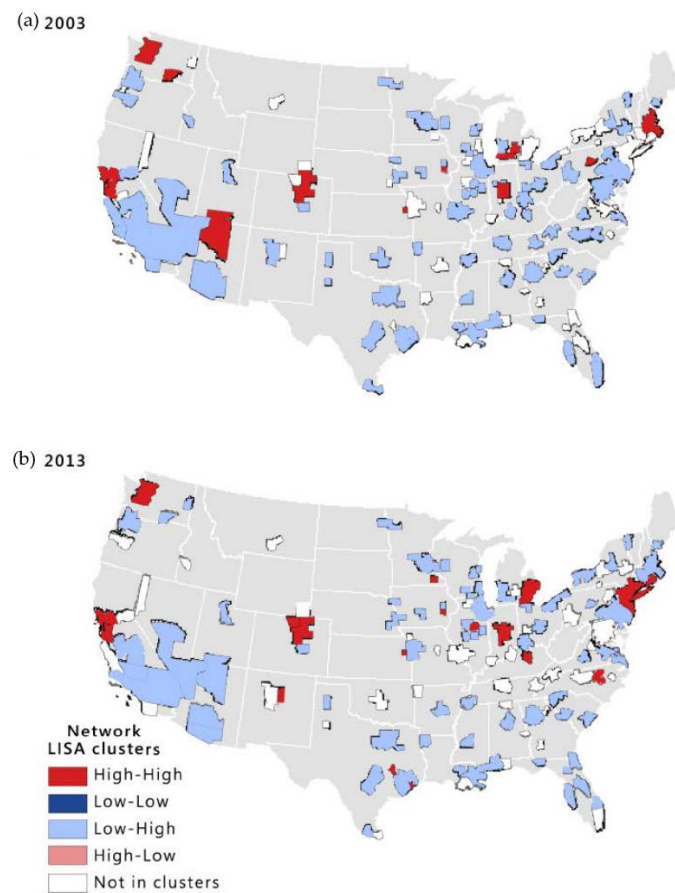 (a) 2003
(b) 2013
Network
LISA clusters
High-High
Low-Low
Low-High
High-Low
Not in clusters